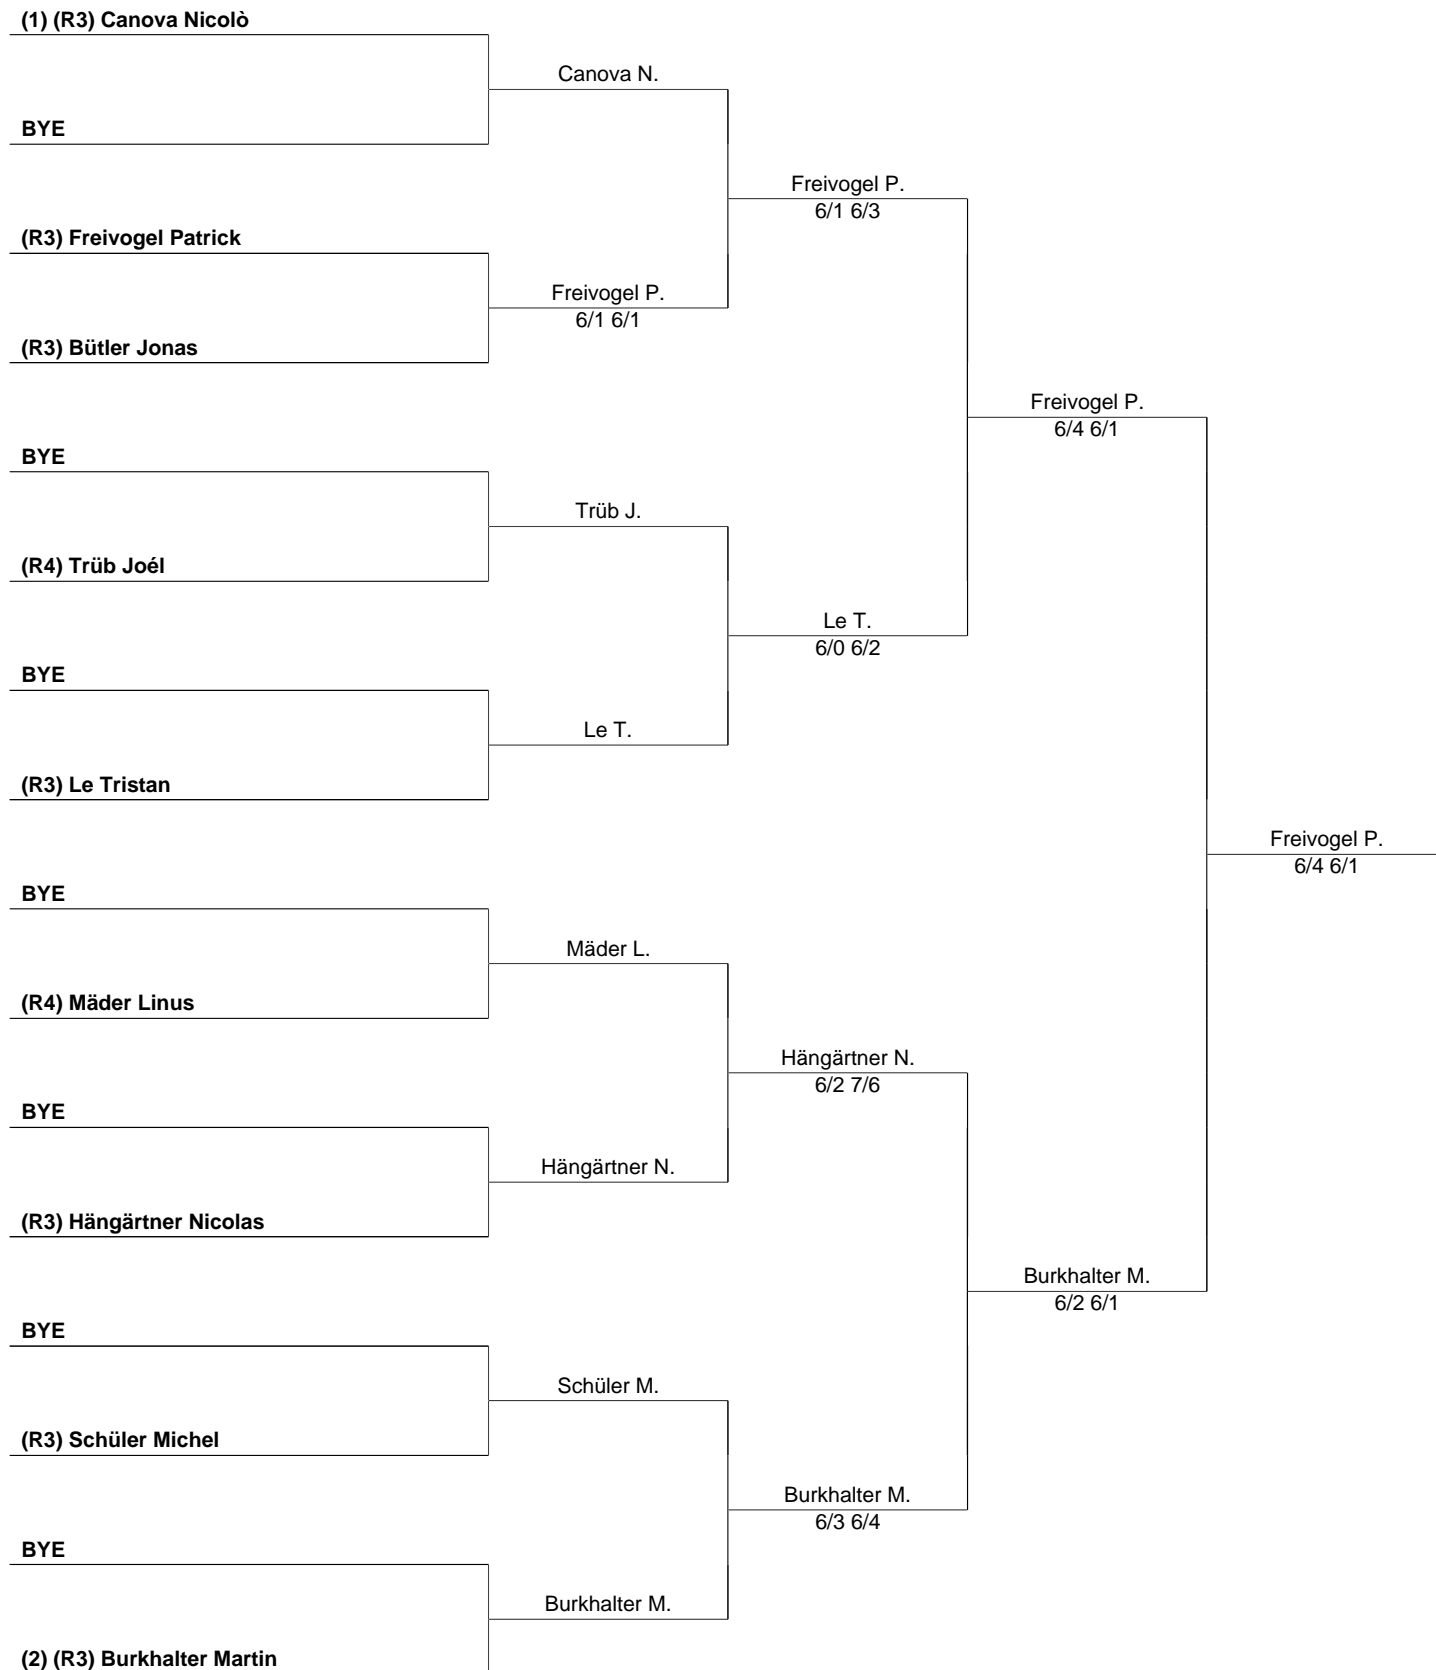 (1) (R3) Canova Nicolò
Canova N.
BYE
Freivogel P.
6/1 6/3
(R3) Freivogel Patrick
Freivogel P.
6/1 6/1
(R3) Bütler Jonas
Freivogel P.
6/4 6/1
BYE
Trüb J.
(R4) Trüb Joél
Le T.
6/0 6/2
BYE
Le T.
(R3) Le Tristan
Freivogel P.
6/4 6/1
BYE
Mäder L.
(R4) Mäder Linus
Hängärtner N.
6/2 7/6
BYE
Hängärtner N.
(R3) Hängärtner Nicolas
Burkhalter M.
6/2 6/1
BYE
Schüler M.
(R3) Schüler Michel
Burkhalter M.
6/3 6/4
BYE
Burkhalter M.
(2) (R3) Burkhalter Martin